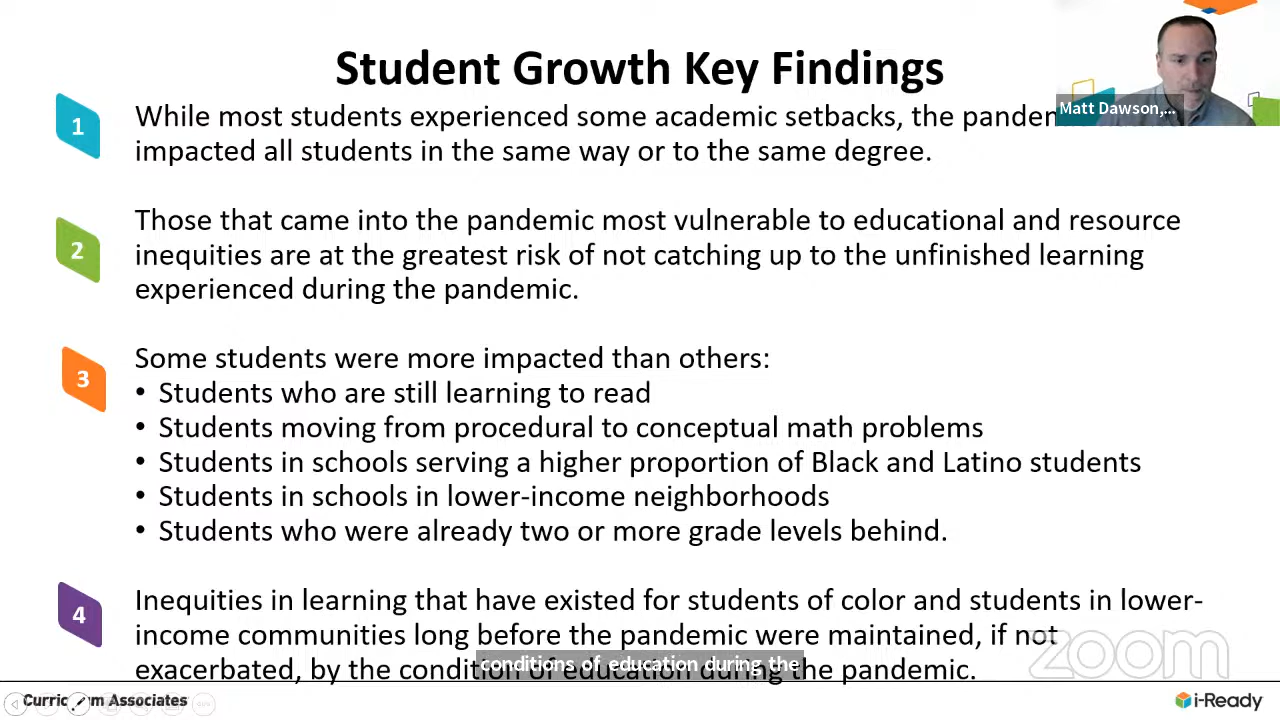 Student Growth Key Findings
Matt Dawson,...
1
While most students experienced some academic setbacks, the
impacted all students in the same way or to the same degree.
2
Those that came into the pandemic most vulnerable to educational and resource
inequities are at the greatest risk of not catching up to the unfinished learning
experienced during the pandemic.
3
Some students were more impacted than others:
• Students who are still learning to read
• Students moving from procedural to conceptual math problems
• Students in schools serving a higher proportion of Black and Latino students
• Students in schools in lower-income neighborhoods
• Students who were already two or more grade levels behind.
4
Inequities in learning that have existed for students of color and students in lower-
income communities long before the pandemic were maintained, if not
exacerbated, by the condition of education during the pandemic.
conditions of education during the
zoom
Curriculum Associates
i-Ready